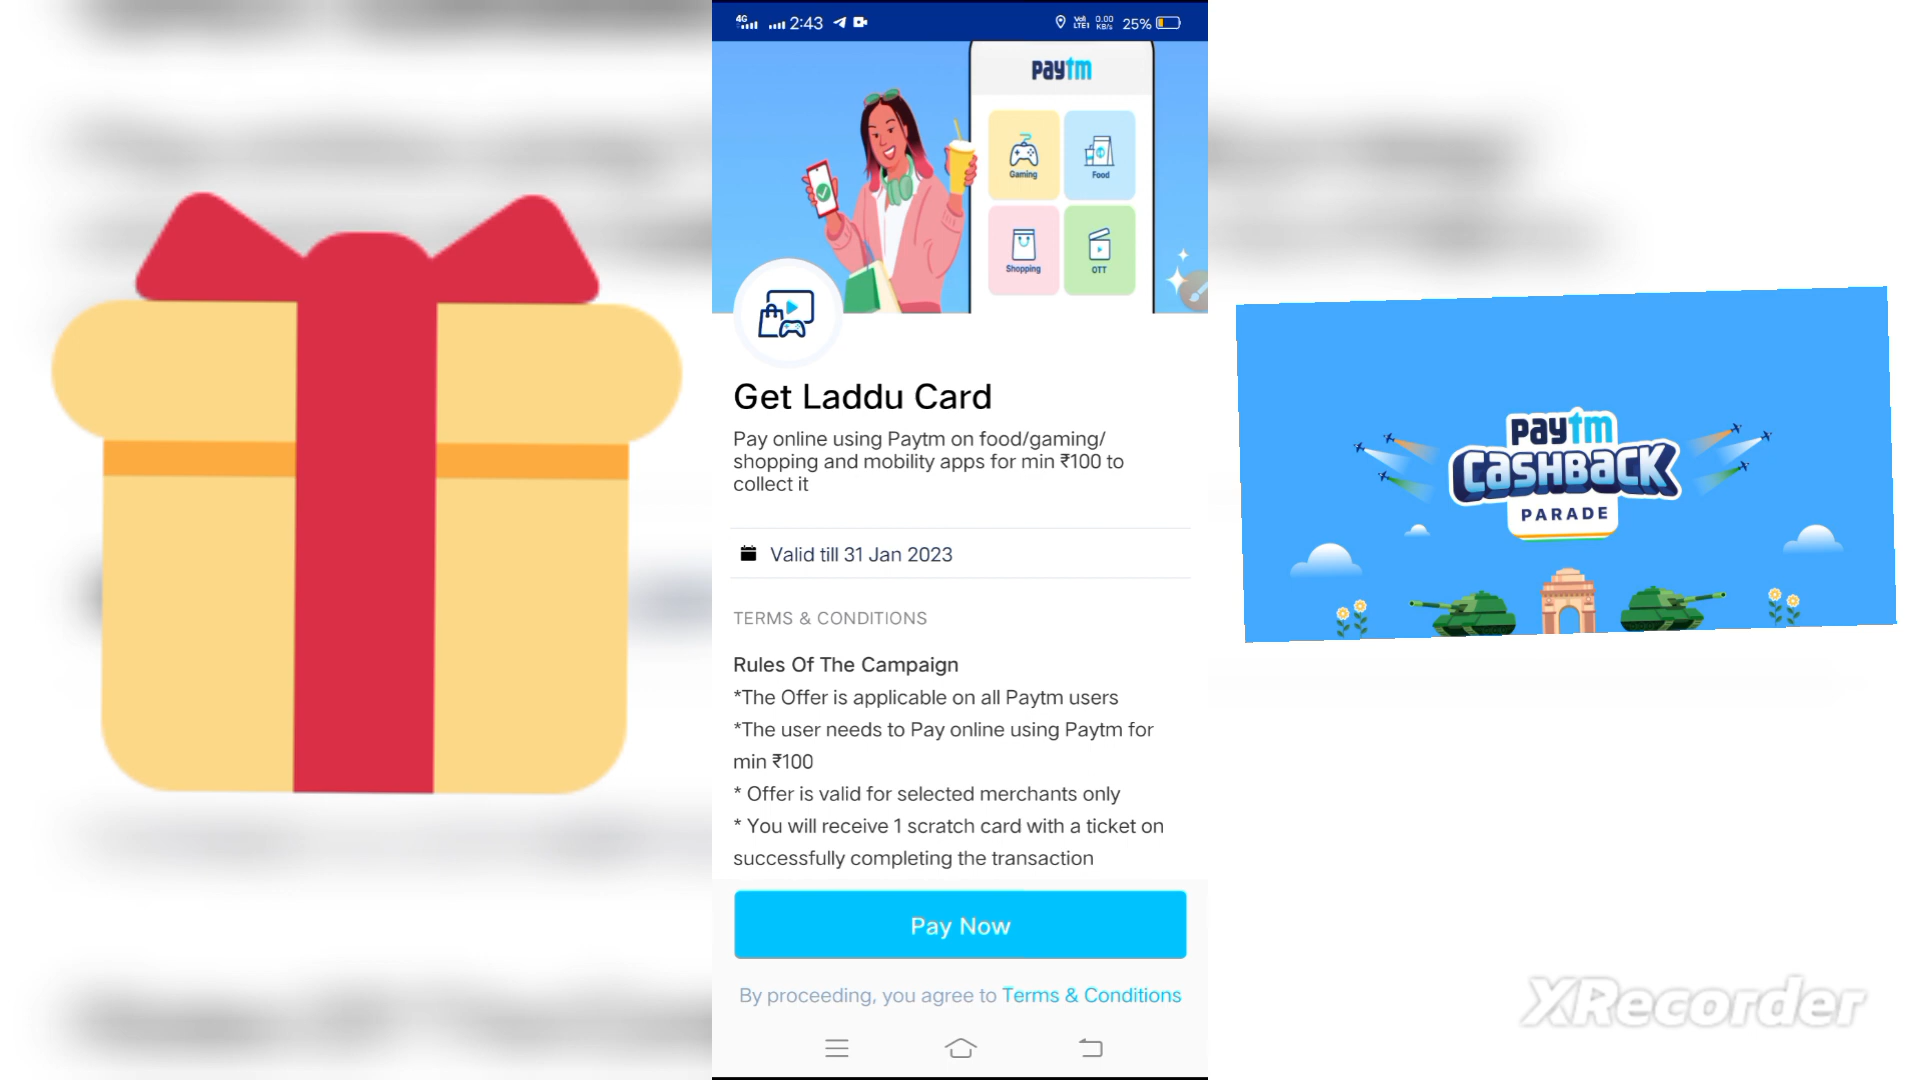 4G 2:43 VoI LTE1 0.00 KB/s 25%
paytm
Gaming Food
Shopping OTT
Get Laddu Card
Pay online using Paytm on food/gaming/
shopping and mobility apps for min ₹100 to
collect it
Valid till 31 Jan 2023
TERMS & CONDITIONS
Rules Of The Campaign
*The Offer is applicable on all Paytm users
*The user needs to Pay online using Paytm for
min ₹100
* Offer is valid for selected merchants only
* You will receive 1 scratch card with a ticket on
successfully completing the transaction
Pay Now
By proceeding, you agree to Terms & Conditions
paytm
CASHBACK
PARADE
XRecorder